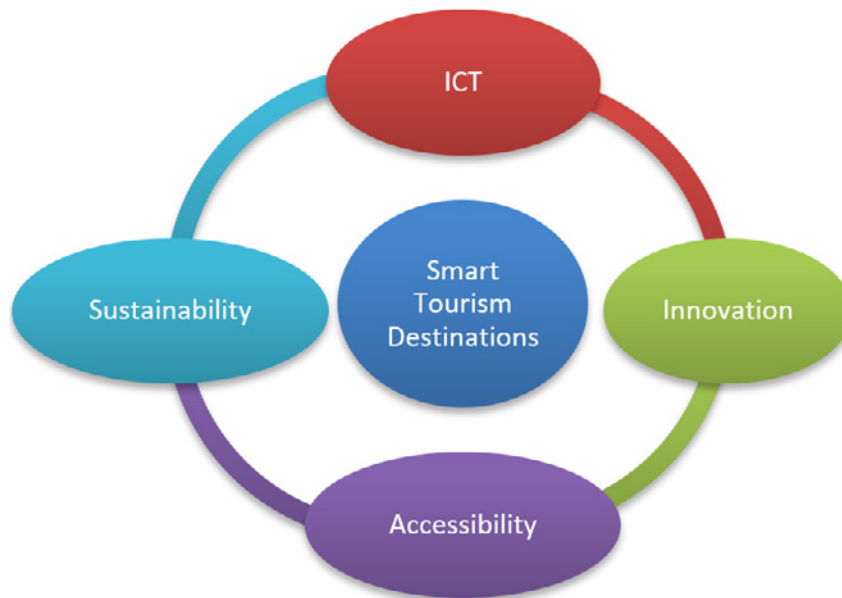 ICT
Sustainability
Smart
Tourism
Destinations
Innovation
Accessibility